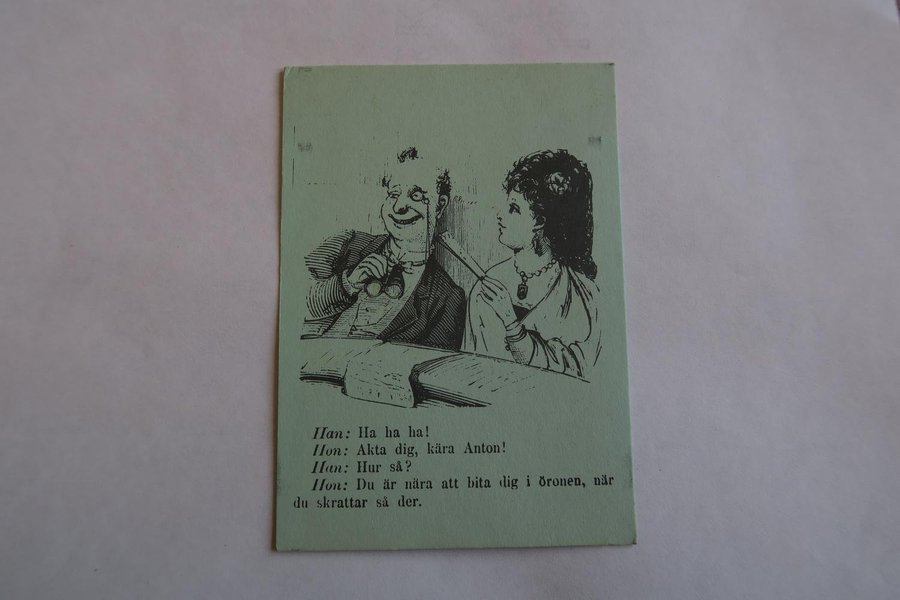 Han: Ha ha ha!
Hon: Akta dig, kära Anton!
Han: Hur så?
Hon: Du är nära att bita dig i öronen, när
du skrattar så der.